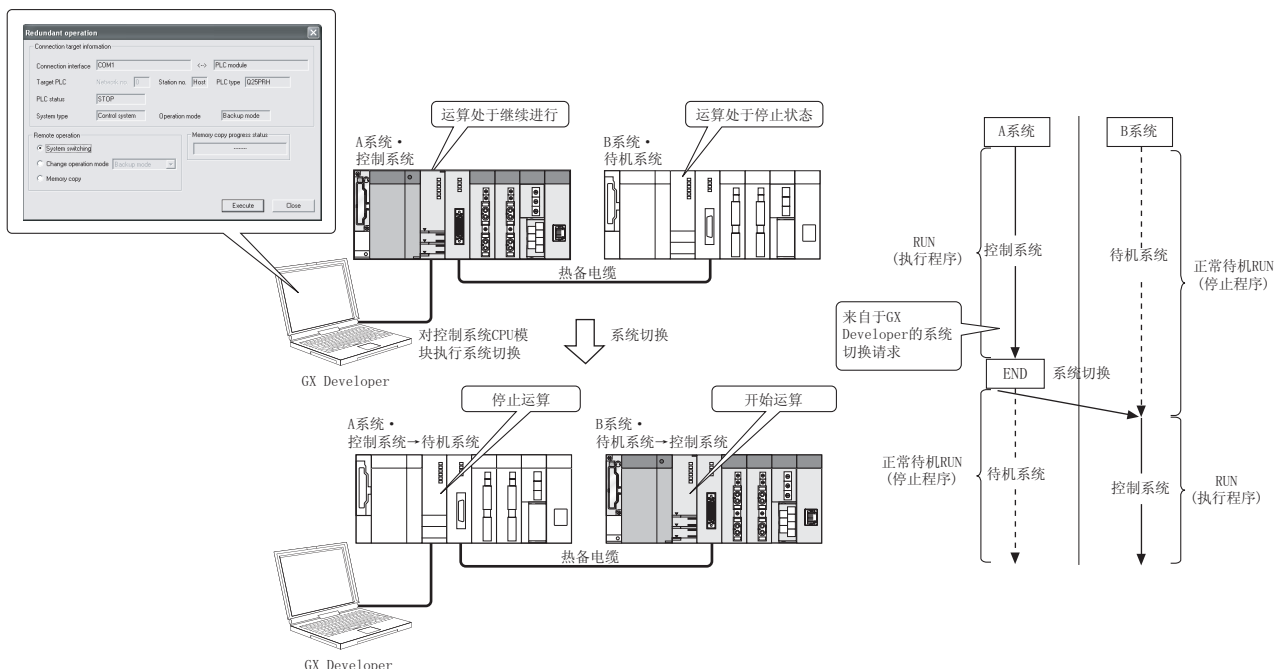 Redundant operation
Connection target information
Connection interface COM1 <-> PLC module
Target PLC Network no. 0 Station no. Host PLC type Q25PRH
PLC status STOP
System type Control system Operation mode Backup mode
Remote operation
Memory copy progress status
System switching
------
Change operation mode Backup mode
Memory copy
Execute Close
运算处于继续进行
A系统·
控制系统
运算处于停止状态
B系统·
待机系统
热备电缆
GX Developer
对控制系统CPU模
块执行系统切换
系统切换
停止运算
A系统·
控制系统→待机系统
开始运算
B系统·
待机系统→控制系统
热备电缆
GX Developer
A系统
B系统
RUN
(执行程序)
控制系统
待机系统
正常待机RUN
(停止程序)
来自于GX
Developer的系统
切换请求
END
系统切换
正常待机RUN
(停止程序)
待机系统
控制系统
RUN
(执行程序)